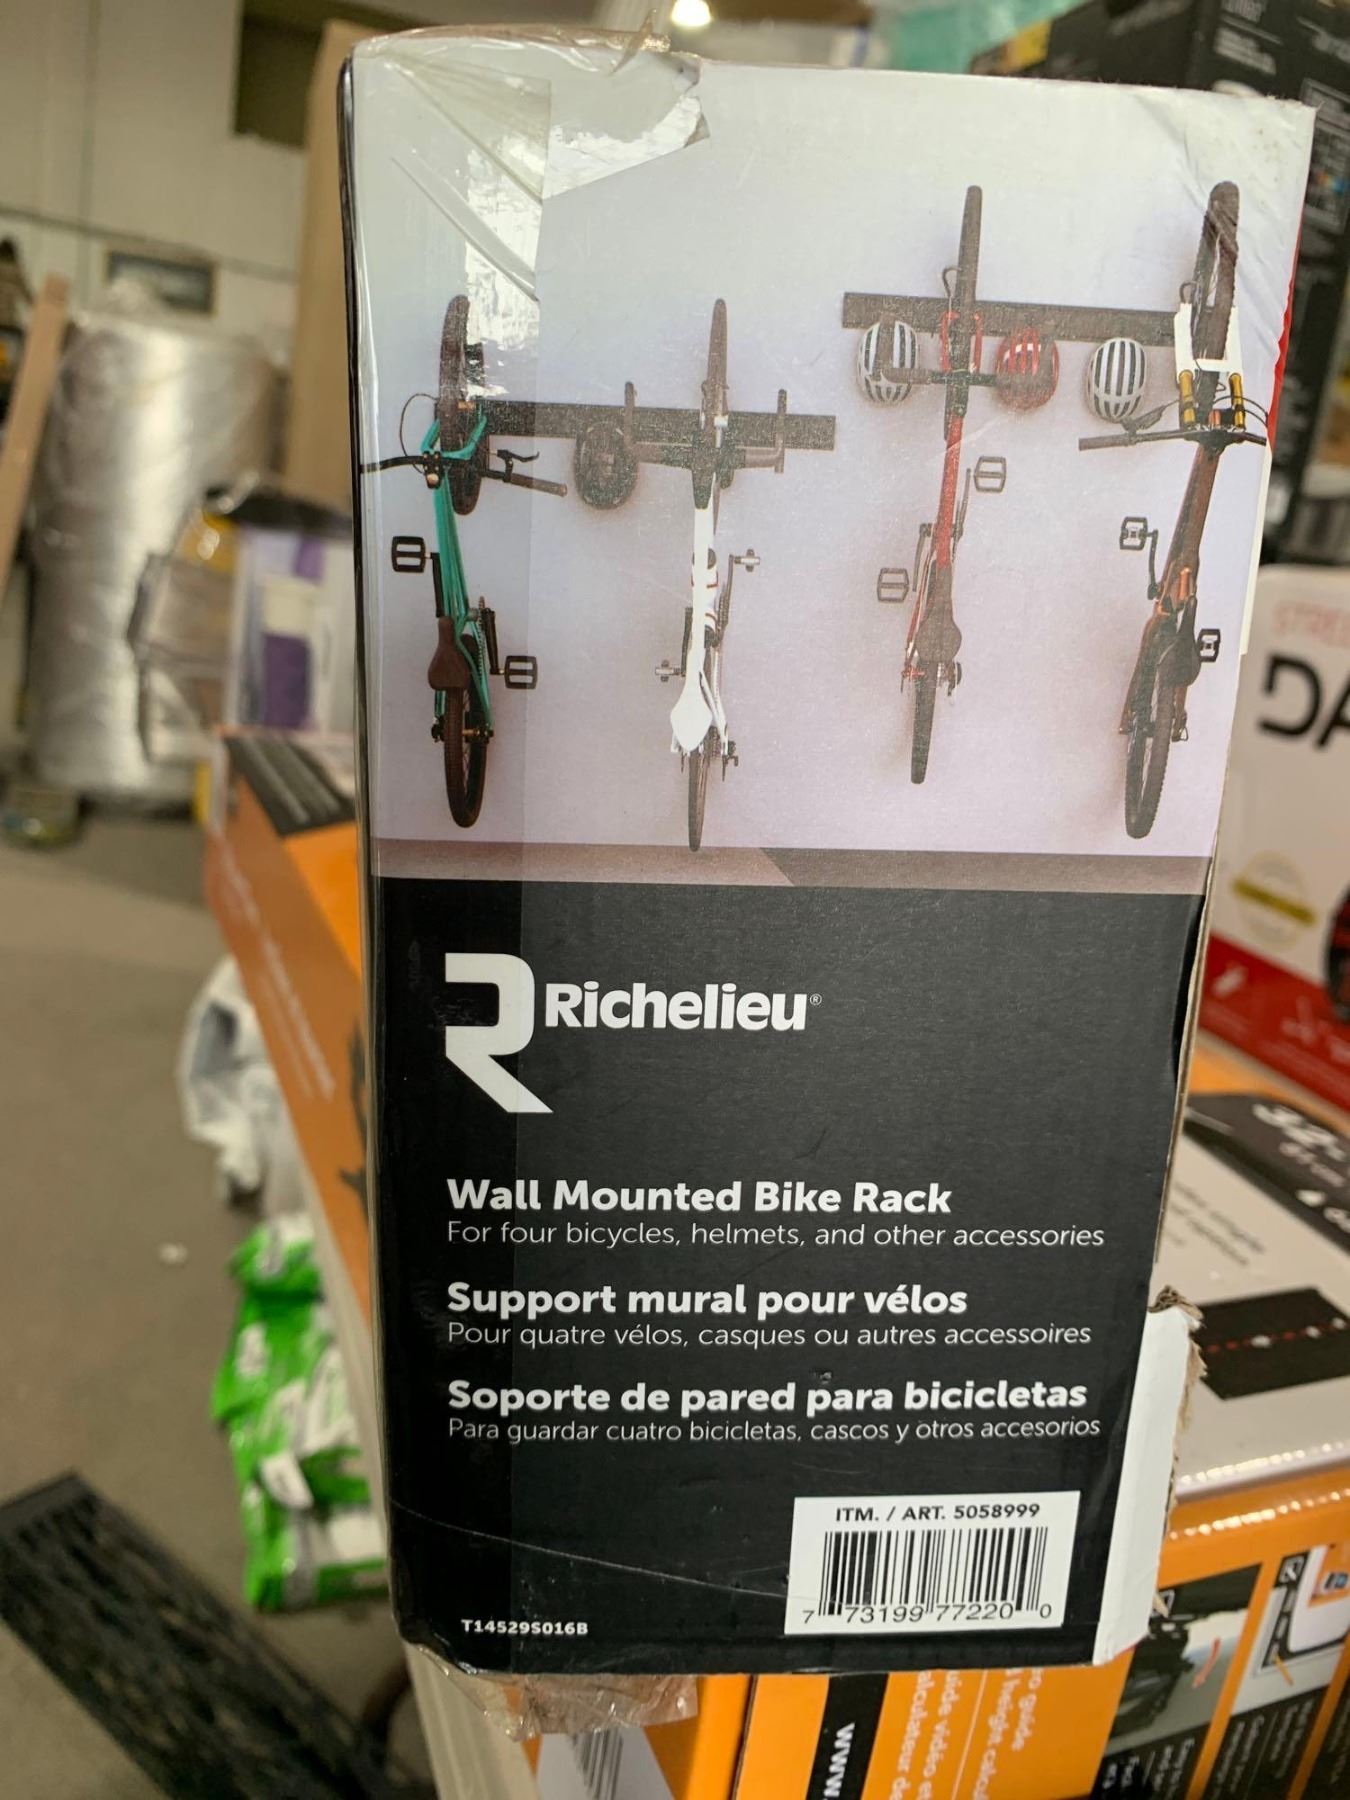 Richelieu®
Wall Mounted Bike Rack
For four bicycles, helmets, and other accessories
Support mural pour vélos
Pour quatre vélos, casques ou autres accessoires
Soporte de pared para bicicletas
Para guardar cuatro bicicletas, cascos y otros accesorios
ITM. / ART. 5058999
7 73199 77220 0
T14529S016B
DA
www.